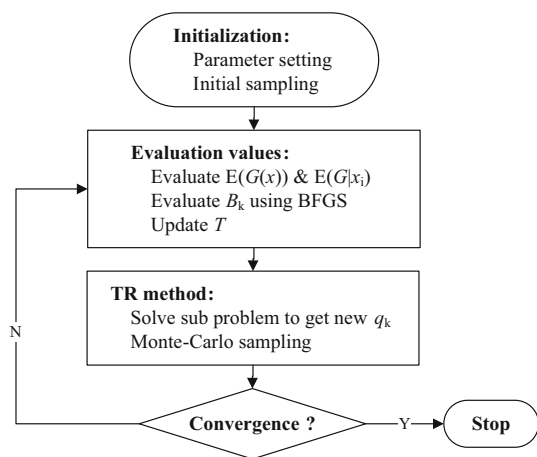 Initialization:
Parameter setting
Initial sampling
Evaluation values:
Evaluate E(G(x)) & E(G|xᵢ)
Evaluate Bₖ using BFGS
Update T
TR method:
Solve sub problem to get new qₖ
Monte-Carlo sampling
N
Convergence ?
Y
Stop